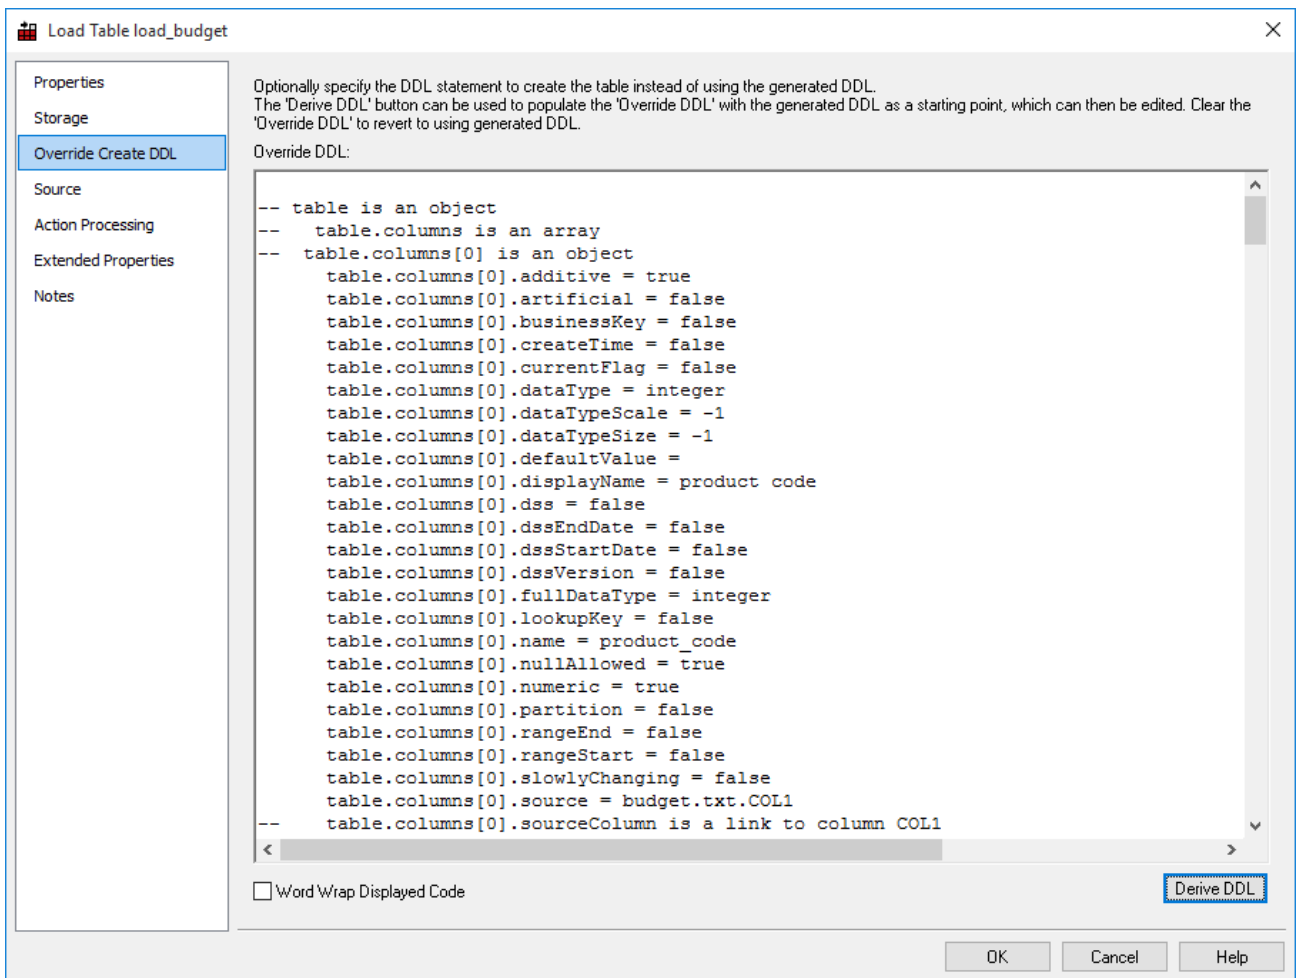 Load Table load_budget
Properties
Storage
Override Create DDL
Source
Action Processing
Extended Properties
Notes
Optionally specify the DDL statement to create the table instead of using the generated DDL.
The 'Derive DDL' button can be used to populate the 'Override DDL' with the generated DDL as a starting point, which can then be edited. Clear the
'Override DDL' to revert to using generated DDL.
Override DDL:
-- table is an object
--   table.columns is an array
--  table.columns[0] is an object
table.columns[0].additive = true
table.columns[0].artificial = false
table.columns[0].businessKey = false
table.columns[0].createTime = false
table.columns[0].currentFlag = false
table.columns[0].dataType = integer
table.columns[0].dataTypeScale = -1
table.columns[0].dataTypeSize = -1
table.columns[0].defaultValue =
table.columns[0].displayName = product code
table.columns[0].dss = false
table.columns[0].dssEndDate = false
table.columns[0].dssStartDate = false
table.columns[0].dssVersion = false
table.columns[0].fullDataType = integer
table.columns[0].lookupKey = false
table.columns[0].name = product_code
table.columns[0].nullAllowed = true
table.columns[0].numeric = true
table.columns[0].partition = false
table.columns[0].rangeEnd = false
table.columns[0].rangeStart = false
table.columns[0].slowlyChanging = false
table.columns[0].source = budget.txt.COL1
--    table.columns[0].sourceColumn is a link to column COL1
Word Wrap Displayed Code
Derive DDL
OK
Cancel
Help